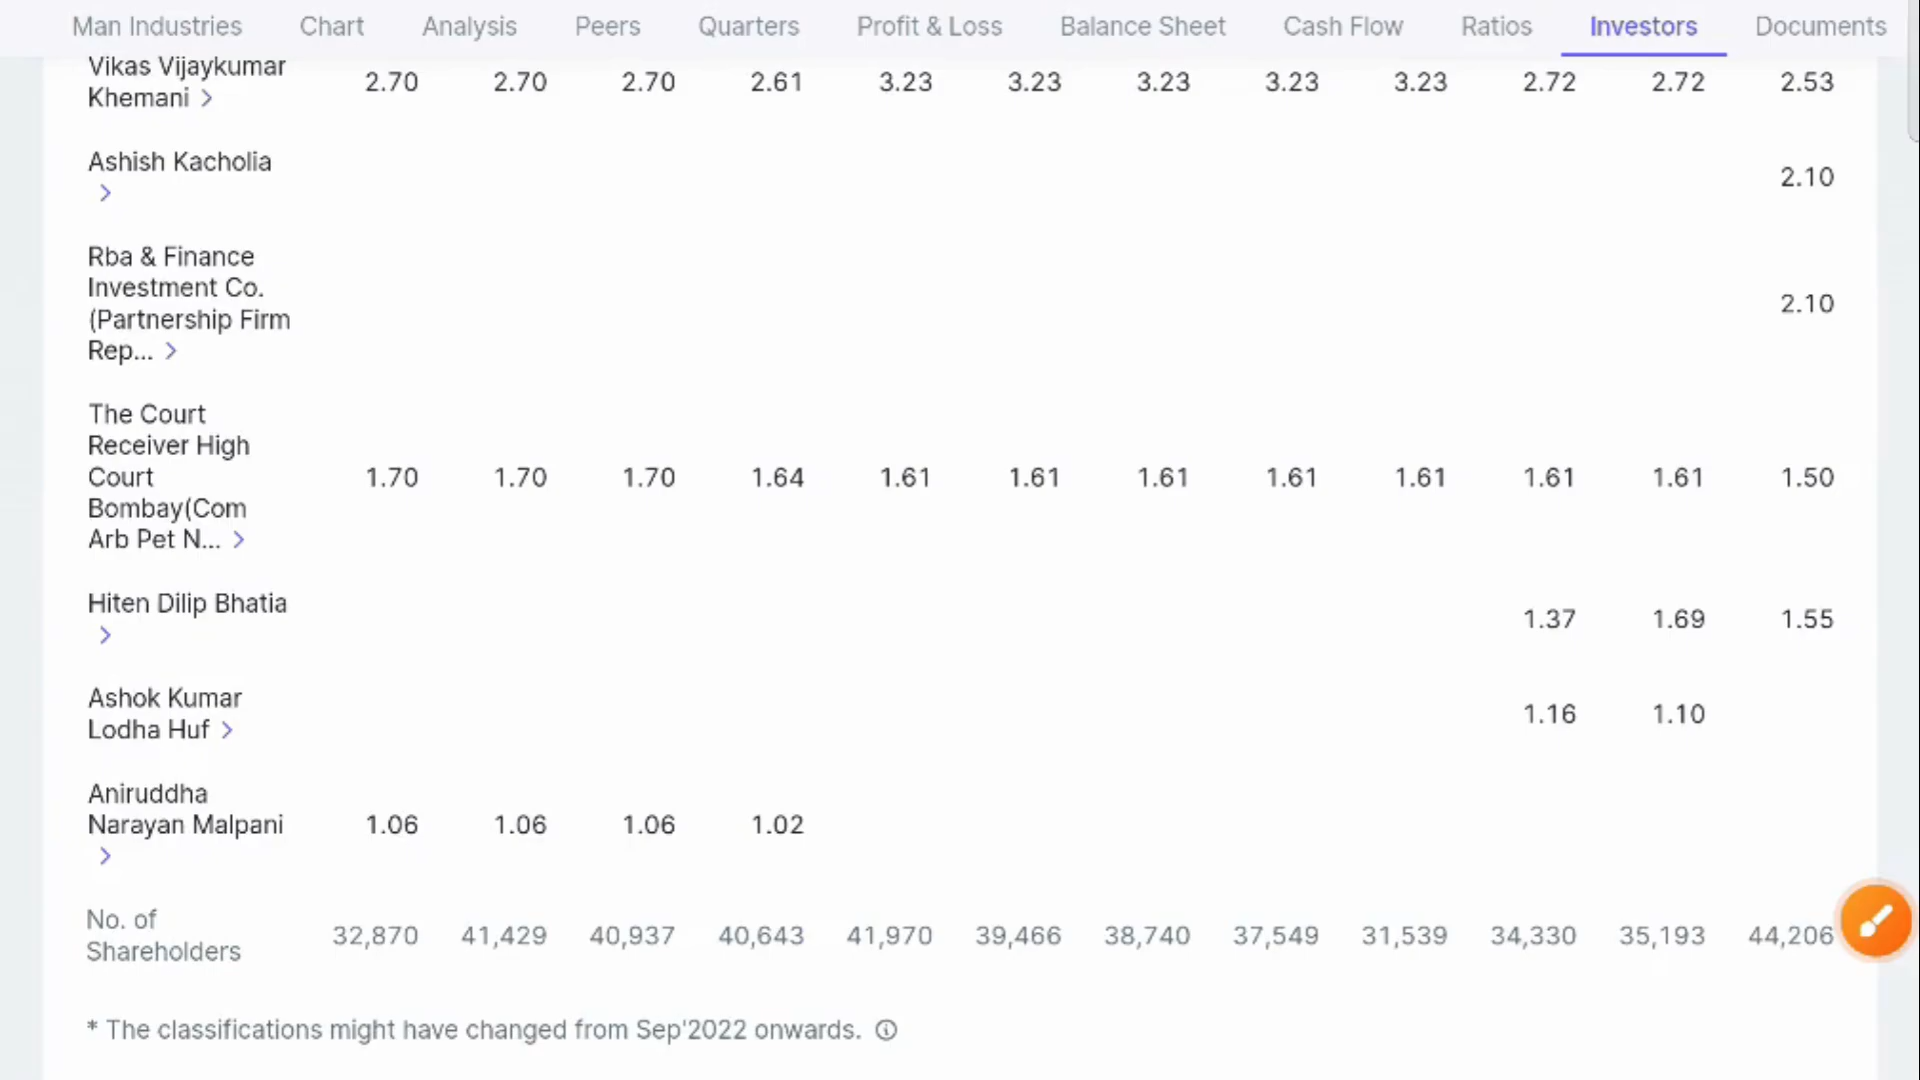 Man Industries Chart Analysis Peers Quarters Profit & Loss Balance Sheet Cash Flow Ratios Investors Documents
Vikas Vijaykumar
Khemani 2.70 2.70 2.70 2.61 3.23 3.23 3.23 3.23 3.23 2.72 2.72 2.53
Ashish Kacholia
2.10
Rba & Finance
Investment Co.
(Partnership Firm
Rep... 2.10
The Court
Receiver High
Court
Bombay(Com
Arb Pet N... 1.70 1.70 1.70 1.64 1.61 1.61 1.61 1.61 1.61 1.61 1.61 1.50
Hiten Dilip Bhatia
1.37 1.69 1.55
Ashok Kumar
Lodha Huf 1.16 1.10
Aniruddha
Narayan Malpani 1.06 1.06 1.06 1.02
No. of
Shareholders 32,870 41,429 40,937 40,643 41,970 39,466 38,740 37,549 31,539 34,330 35,193 44,206
* The classifications might have changed from Sep'2022 onwards.